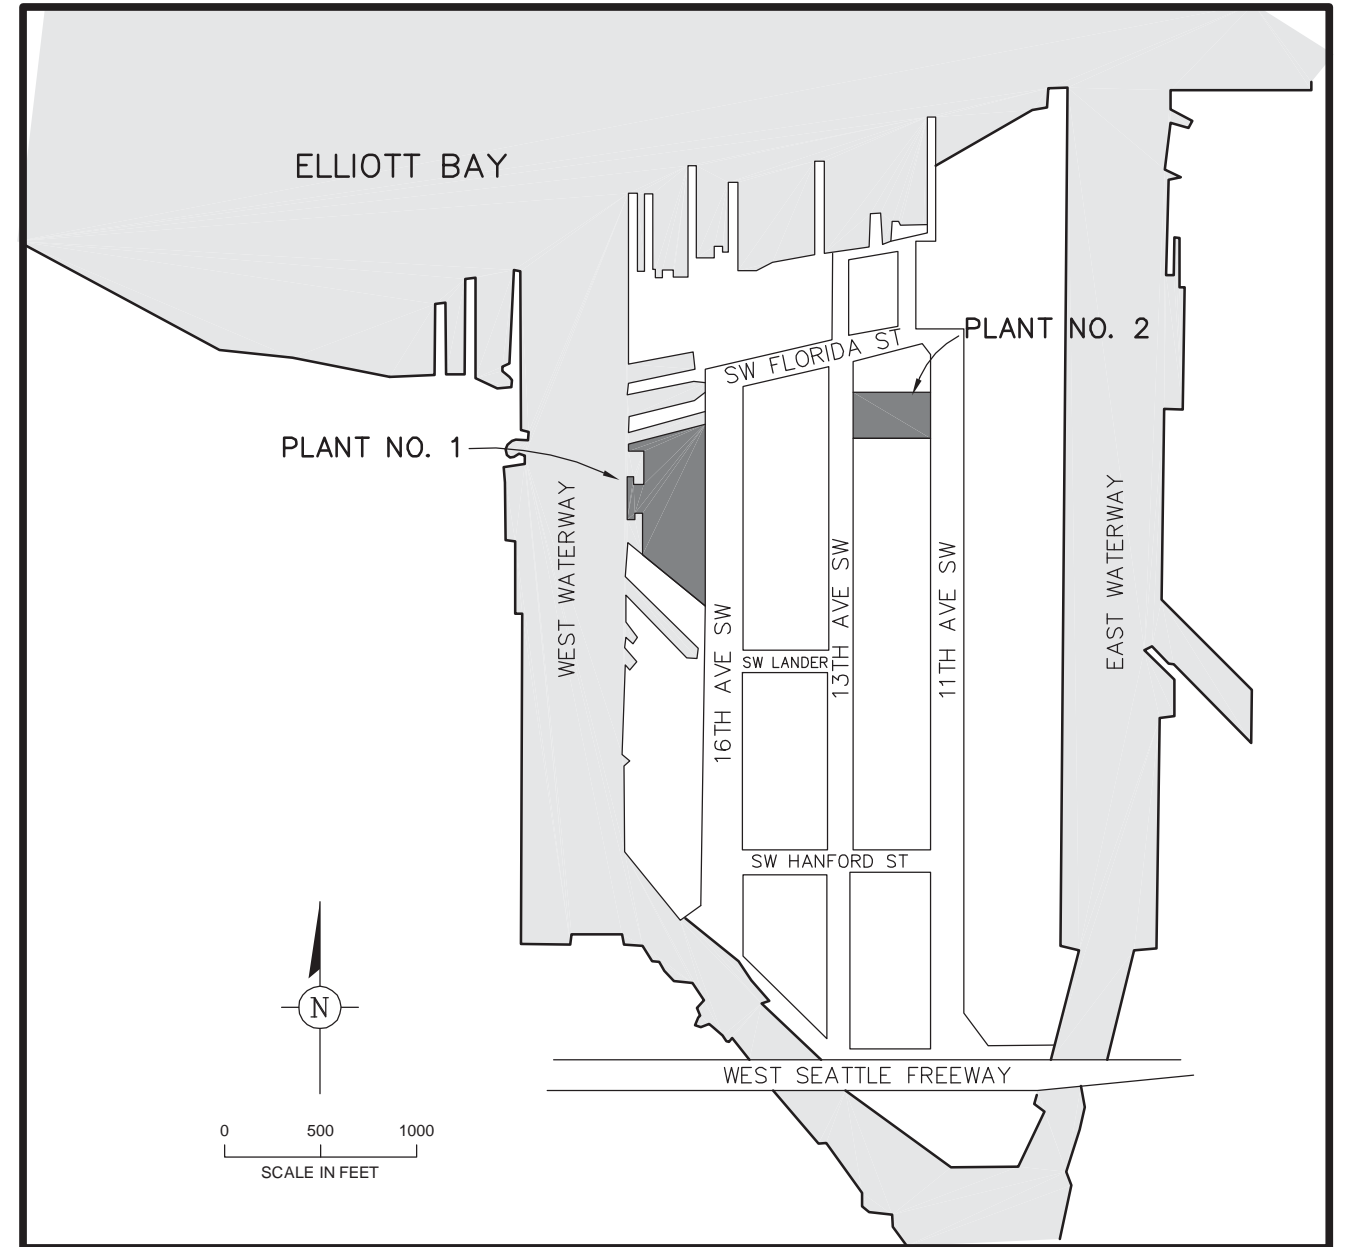 ELLIOTT BAY
PLANT NO. 2
SW FLORIDA ST
PLANT NO. 1
WEST WATERWAY
EAST WATERWAY
16TH AVE SW
13TH AVE SW
11TH AVE SW
SW LANDER
SW HANFORD ST
N
WEST SEATTLE FREEWAY
0 500 1000
SCALE IN FEET